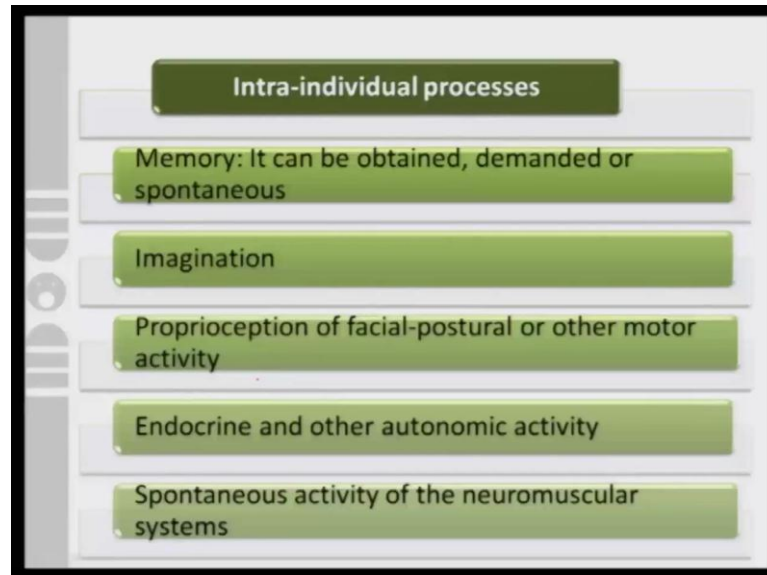 Intra-individual processes
Memory: It can be obtained, demanded or
spontaneous
Imagination
Proprioception of facial-postural or other motor
activity
Endocrine and other autonomic activity
Spontaneous activity of the neuromuscular
systems